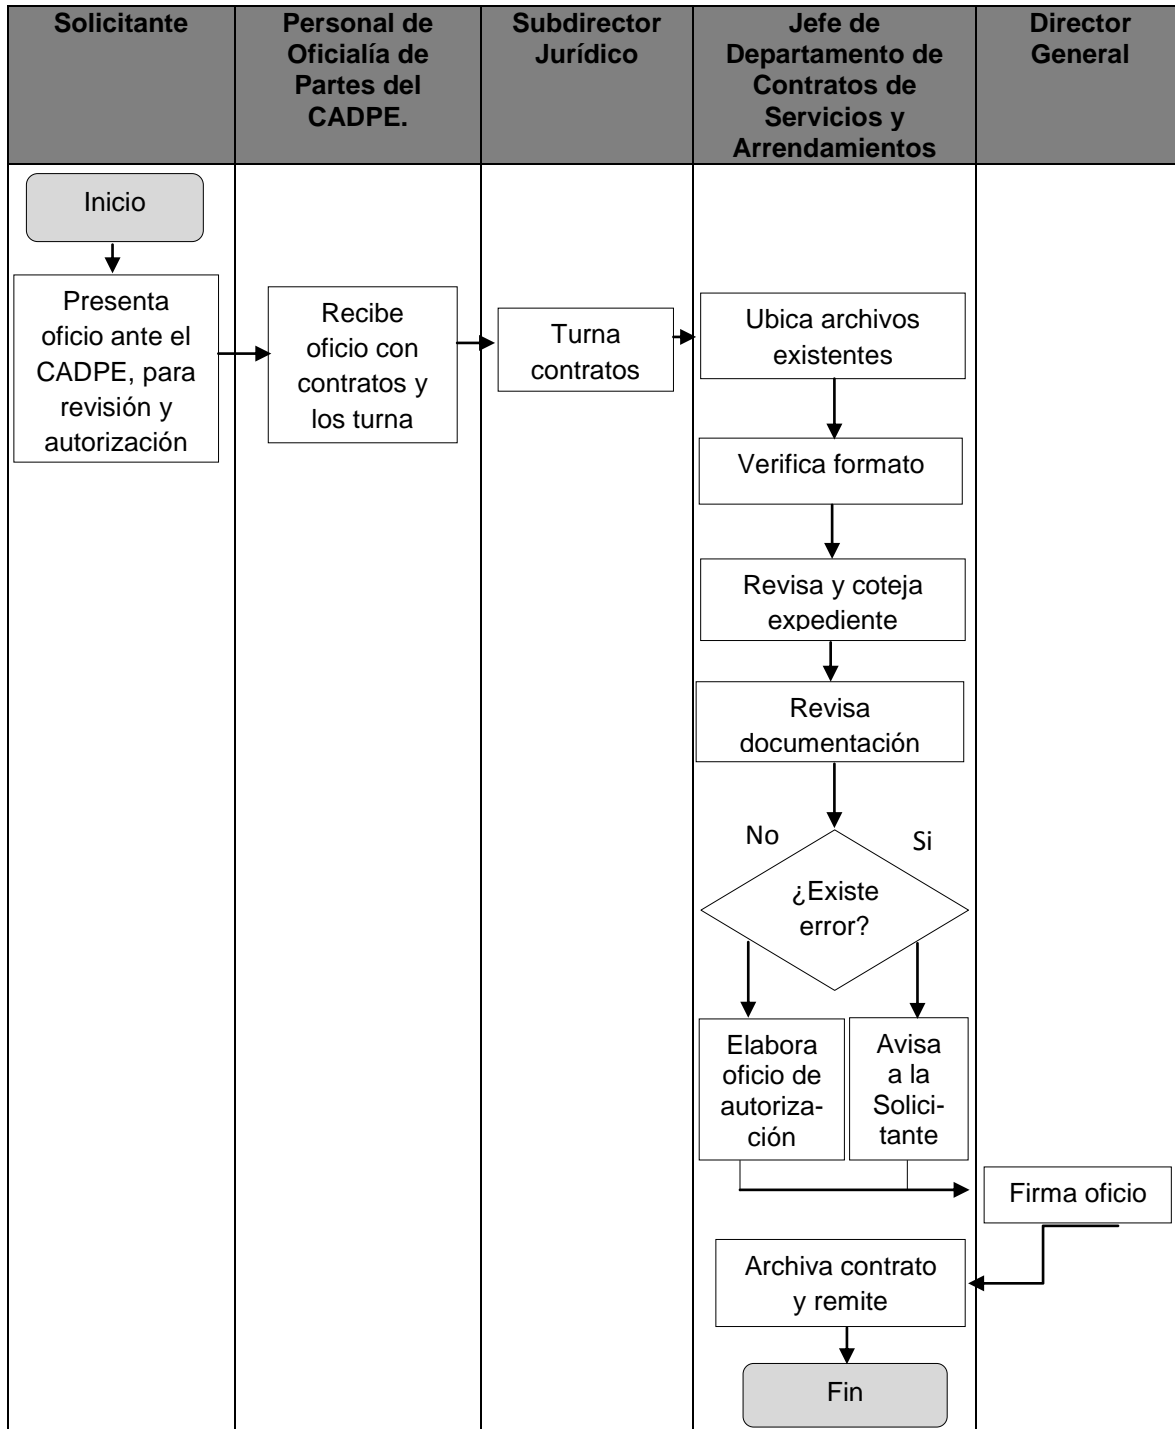 Solicitante
Personal de
Oficialía de
Partes del
CADPE.
Subdirector
Jurídico
Jefe de
Departamento de
Contratos de
Servicios y
Arrendamientos
Director
General
Inicio
Presenta
oficio ante el
CADPE, para
revisión y
autorización
Recibe
oficio con
contratos y
los turna
Turna
contratos
Ubica archivos
existentes
Verifica formato
Revisa y coteja
expediente
Revisa
documentación
No
Si
¿Existe
error?
Elabora
oficio de
autoriza-
ción
Avisa
a la
Solici-
tante
Firma oficio
Archiva contrato
y remite
Fin